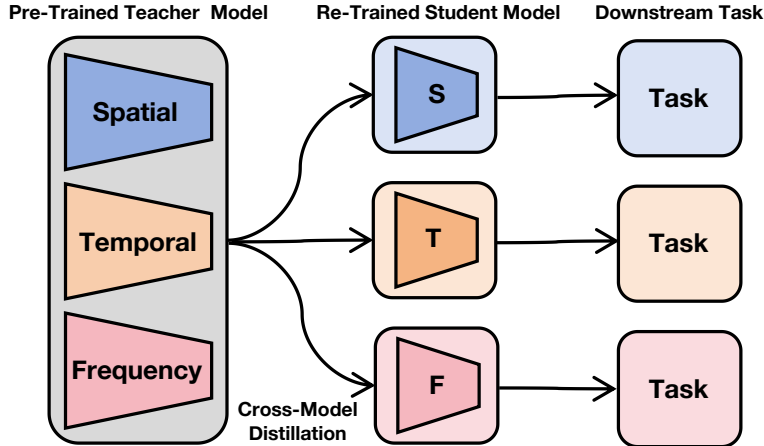 Pre-Trained Teacher Model
Re-Trained Student Model
Downstream Task
Spatial
Temporal
Frequency
Cross-Model
Distillation
S
T
F
Task
Task
Task